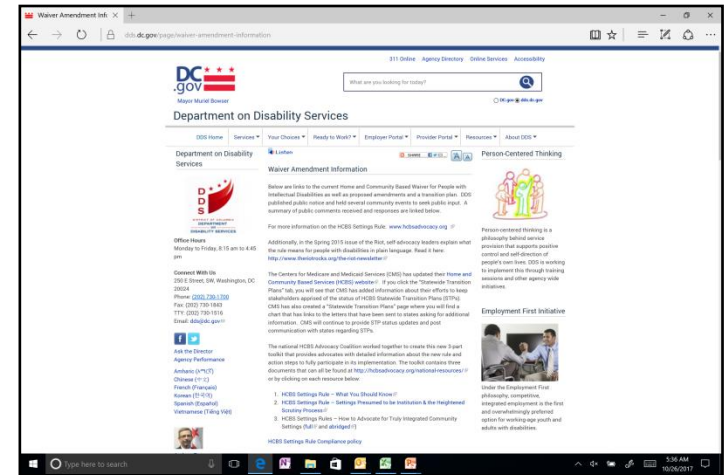 Waiver Amendment Inf
dds.dc.gov/page/waiver-amendment-information
311 Online Agency Directory Online Services Accessibility
DC
.gov
Mayor Muriel Bowser
What are you looking for today?
DC.gov dds.dc.gov
Department on Disability Services
DDS Home Services Your Choices Ready to Work? Employer Portal Provider Portal Resources About DDS
Department on Disability
Services
DDS
DISTRICT OF COLUMBIA
DEPARTMENT
ON
DISABILITY SERVICES
Office Hours
Monday to Friday, 8:15 am to 4:45
pm
Connect With Us
250 E Street, SW, Washington, DC
20024
Phone: (202) 730-1700
Fax: (202) 730-1843
TTY: (202) 730-1516
Email: dds@dc.gov
Ask the Director
Agency Performance
Amharic (አማርኛ)
Chinese (中文)
French (Français)
Korean (한국어)
Spanish (Español)
Vietnamese (Tiếng Việt)
Listen
SHARE
A A
Waiver Amendment Information
Below are links to the current Home and Community Based Waiver for People with
Intellectual Disabilities as well as proposed amendments and a transition plan. DDS
published public notice and held several community events to seek public input. A
summary of public comments received and responses are linked below.
For more information on the HCBS Settings Rule: www.hcbsadvocacy.org
Additionally, in the Spring 2015 issue of the Riot, self-advocacy leaders explain what
the rule means for people with disabilities in plain language. Read it here:
http://www.theriotrocks.org/the-riot-newsletter
The Centers for Medicare and Medicaid Services (CMS) has updated their Home and
Community Based Services (HCBS) website. If you click the "Statewide Transition
Plans" tab, you will see that CMS has added information about their efforts to keep
stakeholders apprised of the status of HCBS Statewide Transition Plans (STPs).
CMS has also created a "Statewide Transition Plans" page where you will find a
chart that has links to the letters that have been sent to states asking for additional
information. CMS will continue to provide STP status updates and post
communication with states regarding STPs.
The national HCBS Advocacy Coalition worked together to create this new 3-part
toolkit that provides advocates with detailed information about the new rule and
action steps to fully participate in its implementation. The toolkit contains three
documents that can all be found at http://hcbsadvocacy.org/national-resources/
or by clicking on each resource below:
1. HCBS Settings Rule – What You Should Know
2. HCBS Settings Rule – Settings Presumed to be Institution & the Heightened
Scrutiny Process
3. HCBS Settings Rules – How to Advocate for Truly Integrated Community
Settings (full and abridged)
HCBS Settings Rule Compliance policy
Person-Centered Thinking
Person-centered thinking is a
philosophy behind service
provision that supports positive
control and self-direction of
people's own lives. DDS is working
to implement this through training
sessions and other agency wide
initiatives.
Employment First Initiative
Under the Employment First
philosophy, competitive,
integrated employment is the first
and overwhelmingly preferred
option for working-age youth and
adults with disabilities.
Type here to search
5:36 AM
10/26/2017